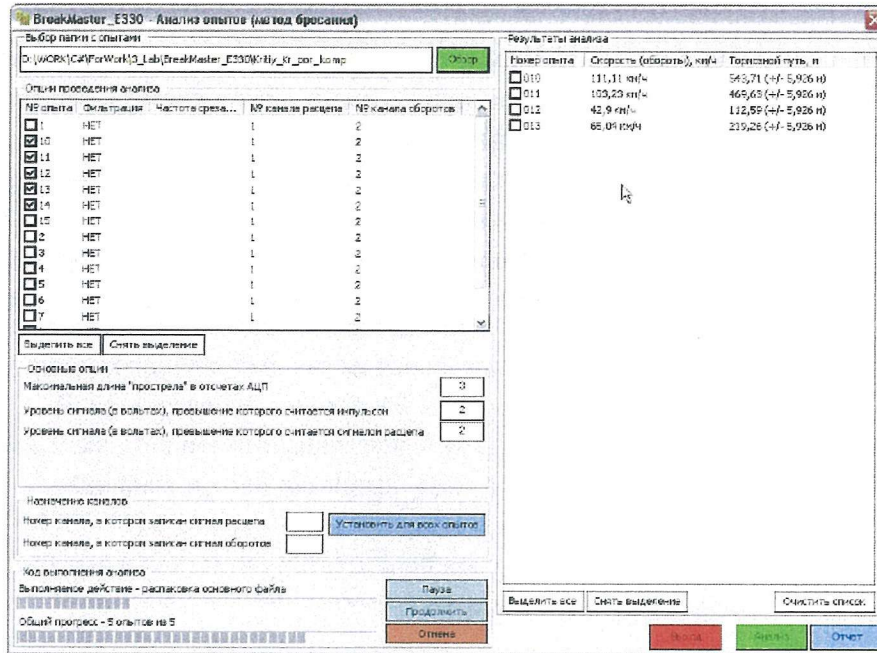 BreakMaster_E330 - Анализ опытов (метод бросания)
Выбор папки с опытами
D:\WORK\C#\ForWork\3_Lab\BreakMaster_E330\Kritiy_kr_por_komp
Обзор
Опции проведения анализа
№ опыта Фильтрация Частота среза... № канала расцепа № канала оборотов
1 НЕТ 1 2
10 НЕТ 1 2
11 НЕТ 1 2
12 НЕТ 1 2
13 НЕТ 1 2
14 НЕТ 1 2
15 НЕТ 1 2
2 НЕТ 1 2
3 НЕТ 1 2
4 НЕТ 1 2
5 НЕТ 1 2
6 НЕТ 1 2
7 НЕТ 1 2
Выделить все Снять выделение
Основные опции
Максимальная длина "прострела" в отсчетах АЦП 3
Уровень сигнала (в вольтах), превышение которого считается импульсом 2
Уровень сигнала (в вольтах), превышение которого считается сигналом расцепа 2
Назначение каналов
Номер канала, в котором записан сигнал расцепа
Установить для всех опытов
Номер канала, в котором записан сигнал оборотов
Ход выполнения анализа
Выполняемое действие - распаковка основного файла
Пауза
Продолжить
Общий прогресс - 5 опытов из 5
Отмена
Результаты анализа
Номер опыта Скорость (обороты), км/ч Тормозной путь, м
010 111,11 км/ч 543,71 (+/- 5,926 м)
011 103,23 км/ч 469,63 (+/- 5,926 м)
012 42,9 км/ч 112,59 (+/- 5,926 м)
013 65,04 км/ч 219,26 (+/- 5,926 м)
Выделить все Снять выделение Очистить список
Анализ Отчет